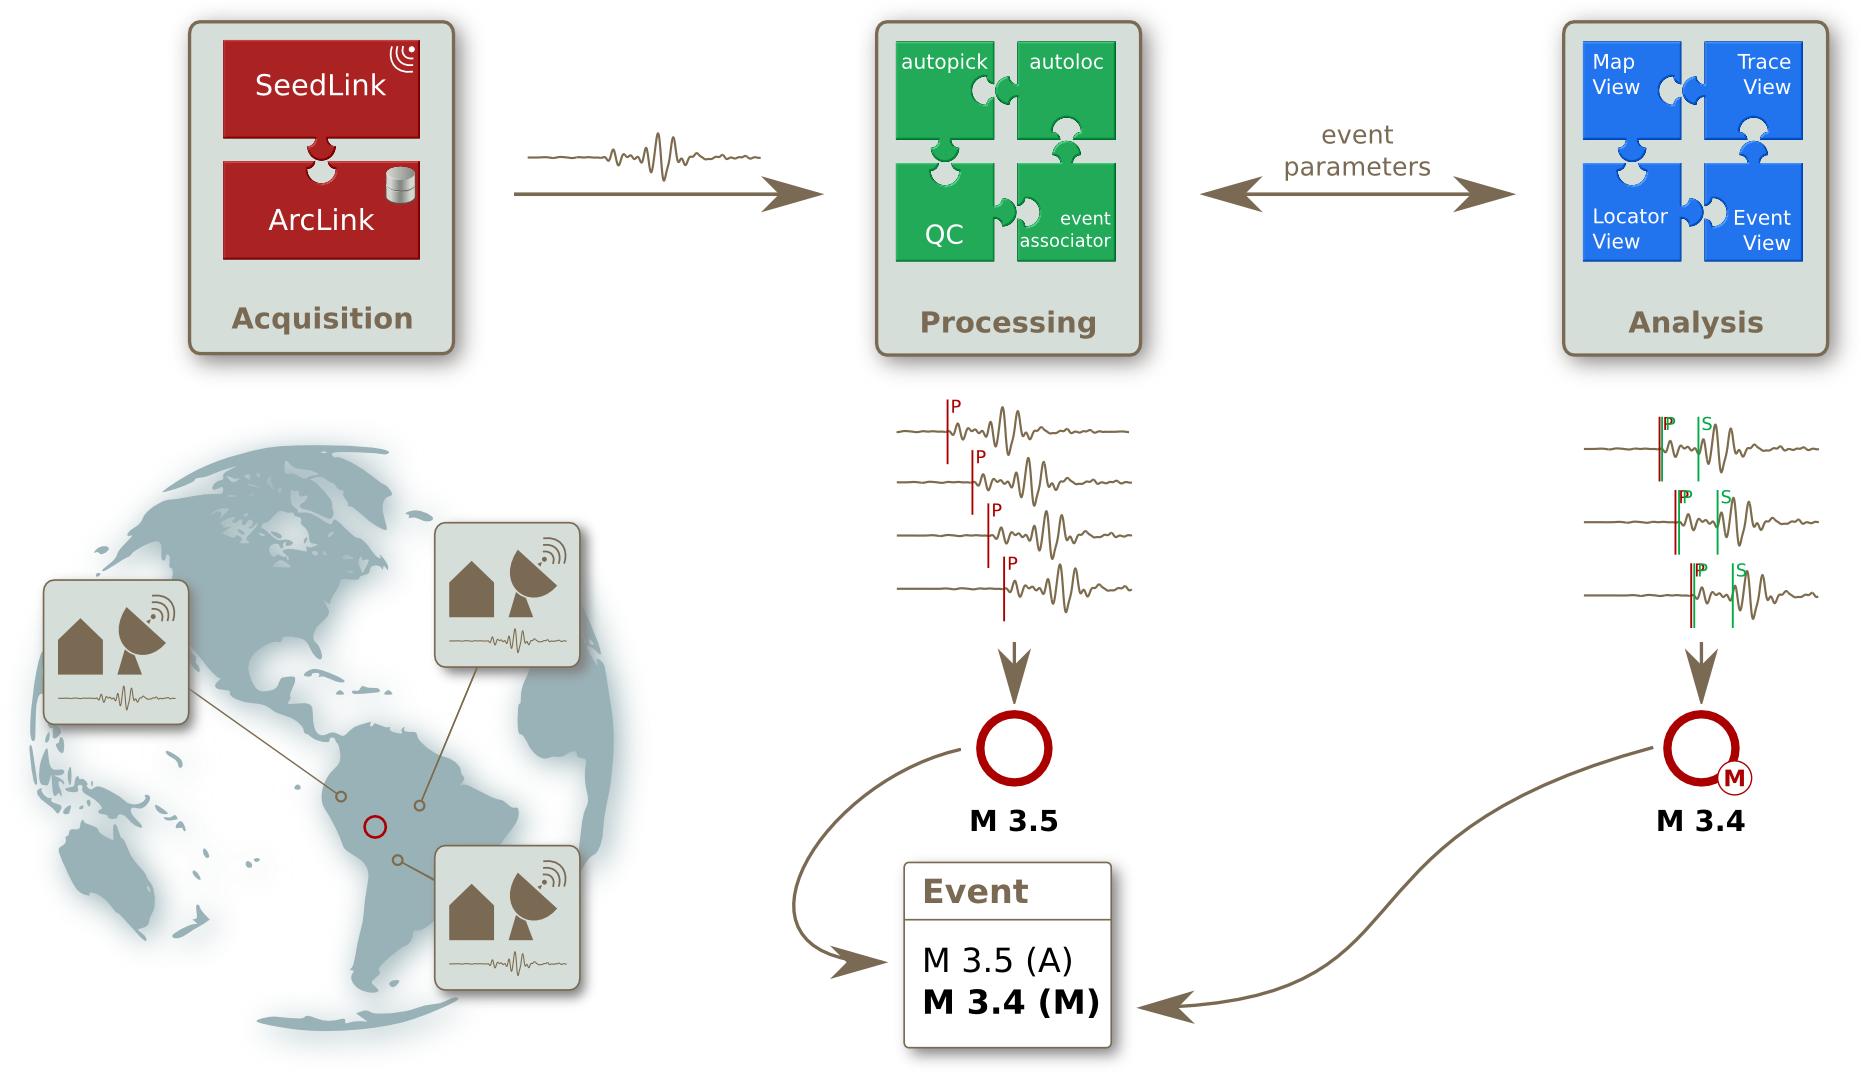 SeedLink
ArcLink
Acquisition
autopick
autoloc
QC
event
associator
Processing
event
parameters
Map
View
Trace
View
Locator
View
Event
View
Analysis
P
P
P
P
M 3.5
P
P
S
P
P
S
P
P
S
M
M 3.4
Event
M 3.5 (A)
M 3.4 (M)